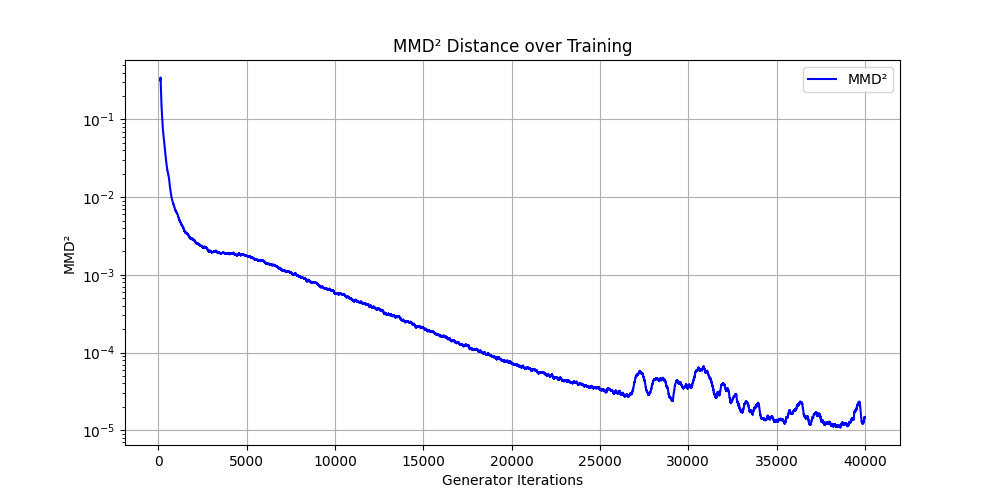 MMD² Distance over Training
MMD²
10⁻¹
10⁻²
10⁻³
10⁻⁴
10⁻⁵
MMD²
0 5000 10000 15000 20000 25000 30000 35000 40000
Generator Iterations